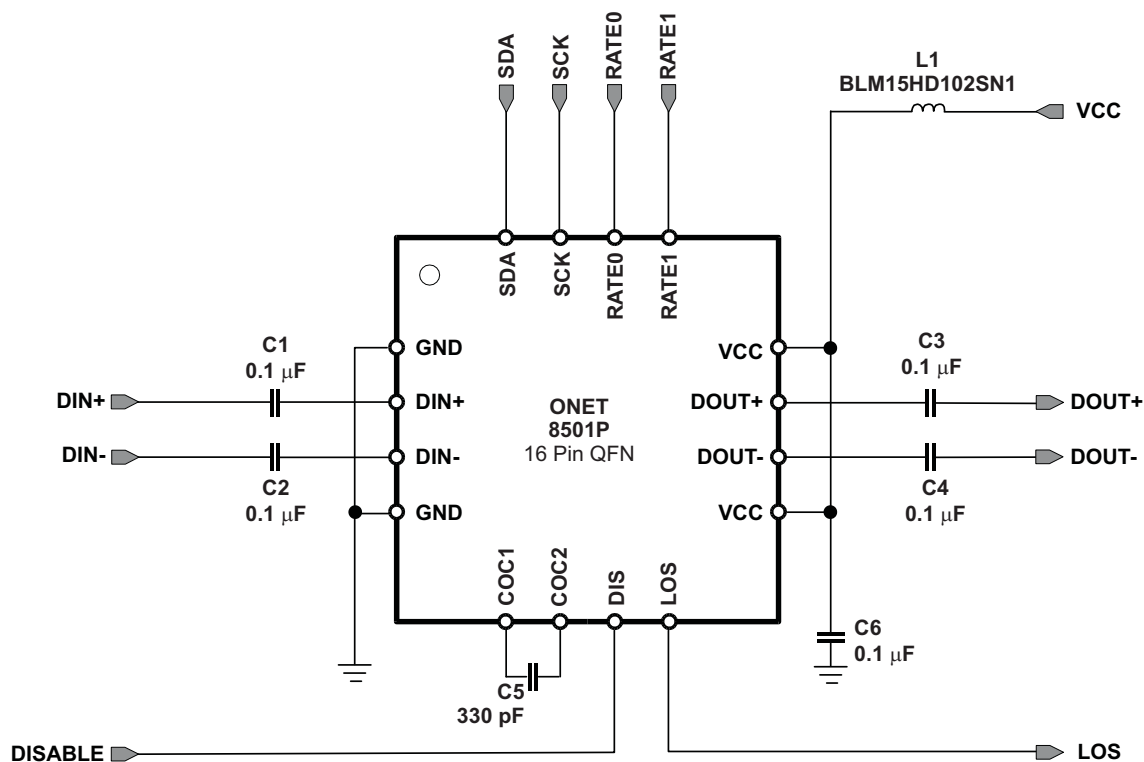 SDA
SCK
RATE0
RATE1
L1
BLM15HD102SN1
VCC
SDA
SCK
RATE0
RATE1
GND
VCC
C1
0.1 μF
C3
0.1 μF
DIN+
DIN+
ONET
8501P
16 Pin QFN
DOUT+
DOUT+
DIN-
DIN-
DOUT-
DOUT-
C2
0.1 μF
C4
0.1 μF
GND
VCC
COC1
COC2
DIS
LOS
C6
0.1 μF
C5
330 pF
DISABLE
LOS